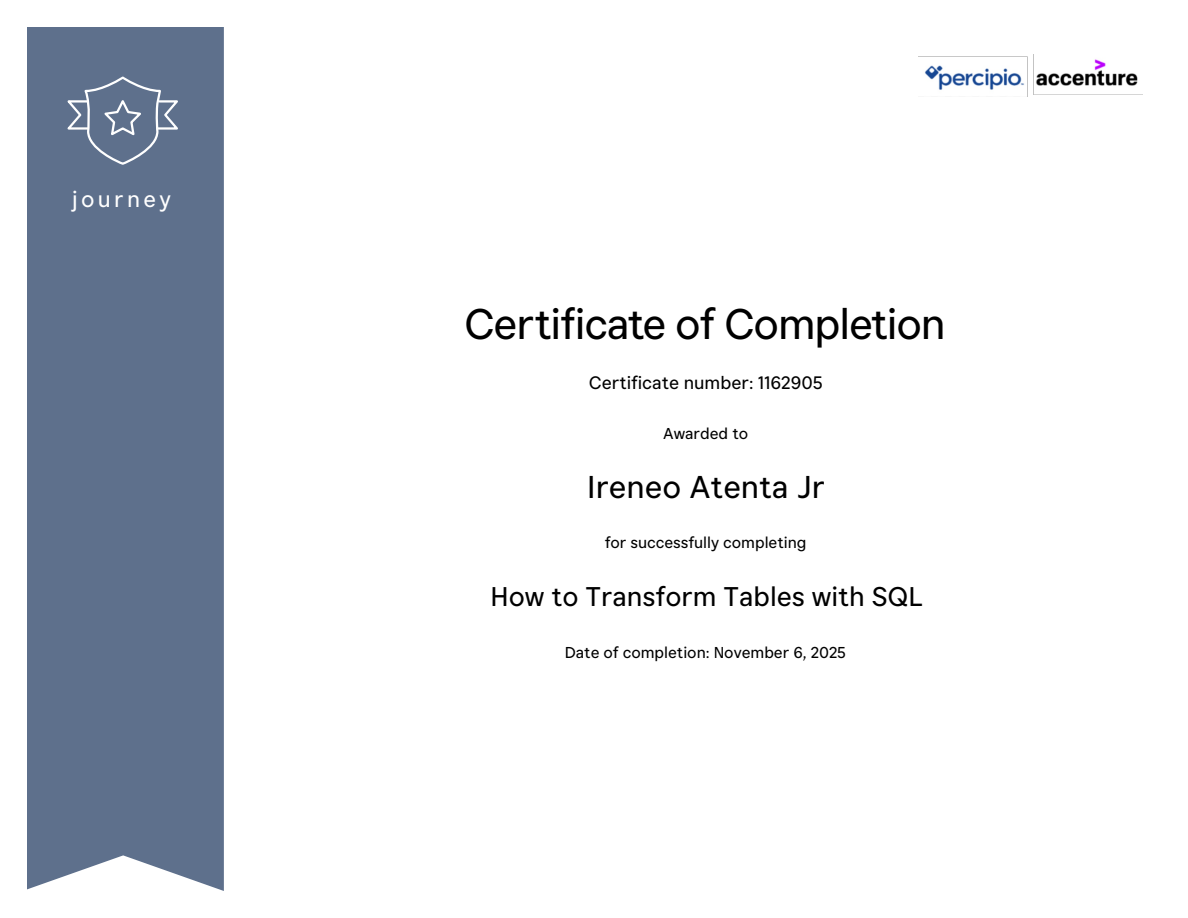 journey
percipio. accenture
Certificate of Completion
Certificate number: 1162905
Awarded to
Ireneo Atenta Jr
for successfully completing
How to Transform Tables with SQL
Date of completion: November 6, 2025